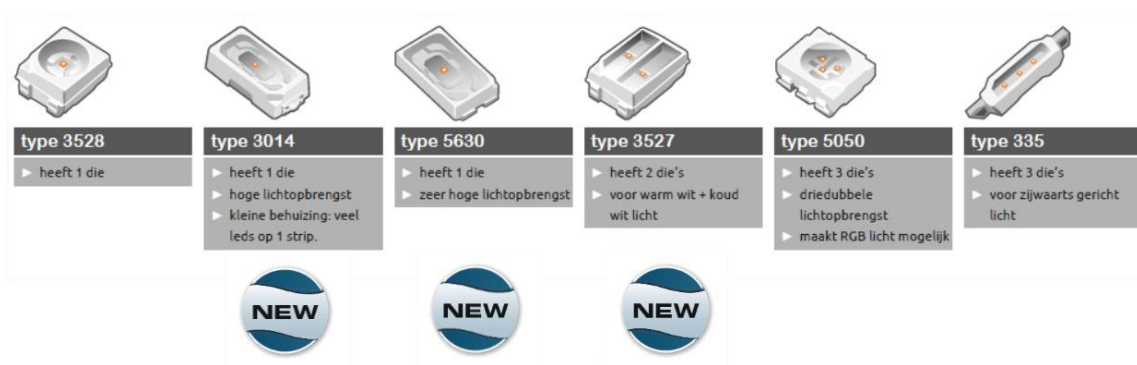 type 3528
heeft 1 die
type 3014
heeft 1 die
hoge lichtopbrengst
kleine behuizing: veel
leds op 1 strip.
type 5630
heeft 1 die
zeer hoge lichtopbrengst
type 3527
heeft 2 die's
voor warm wit + koud
wit licht
type 5050
heeft 3 die's
driedubbele
lichtopbrengst
maakt RGB licht mogelijk
type 335
heeft 3 die's
voor zijwaarts gericht
licht
NEW
NEW
NEW